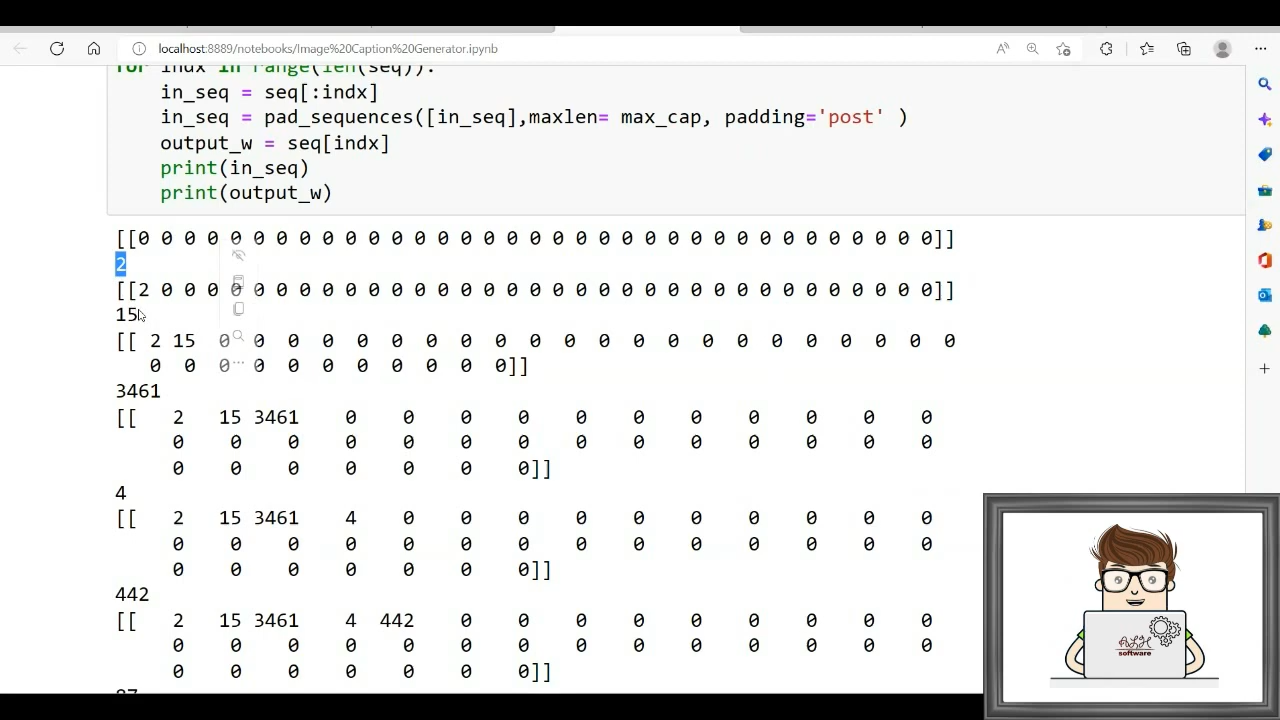 localhost:8889/notebooks/Image%20Caption%20Generator.ipynb
for indx in range(len(seq)):
in_seq = seq[:indx]
in_seq = pad_sequences([in_seq],maxlen= max_cap, padding='post' )
output_w = seq[indx]
print(in_seq)
print(output_w)
[[0 0 0 0 0 0 0 0 0 0 0 0 0 0 0 0 0 0 0 0 0 0 0 0 0 0 0 0 0 0 0 0 0 0 0]]
2
[[2 0 0 0 0 0 0 0 0 0 0 0 0 0 0 0 0 0 0 0 0 0 0 0 0 0 0 0 0 0 0 0 0 0 0]]
15
[[ 2 15 0 0 0 0 0 0 0 0 0 0 0 0 0 0 0 0 0 0 0 0 0 0
0 0 0 0 0 0 0 0 0 0 0]]
3461
[[ 2 15 3461 0 0 0 0 0 0 0 0 0 0 0
0 0 0 0 0 0 0 0 0 0 0 0 0 0
0 0 0 0 0 0 0]]
4
[[ 2 15 3461 4 0 0 0 0 0 0 0 0 0 0
0 0 0 0 0 0 0 0 0 0 0 0 0 0
0 0 0 0 0 0 0]]
442
[[ 2 15 3461 4 442 0 0 0 0 0 0 0 0 0
0 0 0 0 0 0 0 0 0 0 0 0 0 0
0 0 0 0 0 0 0]]
software